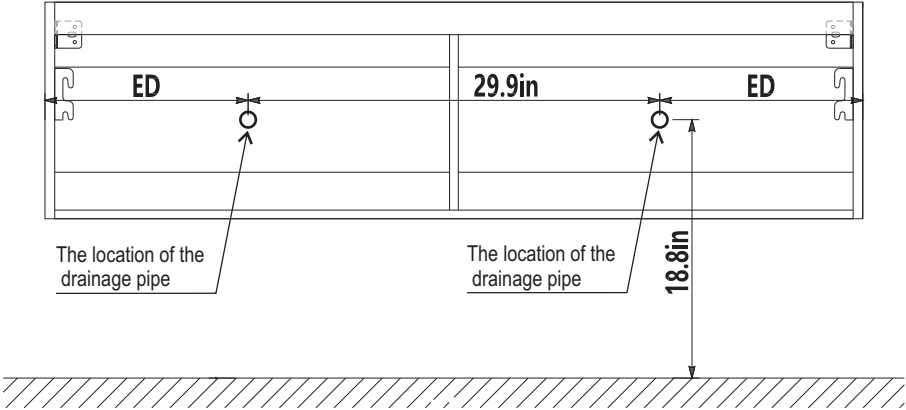 ED
29.9in
ED
The location of the
drainage pipe
The location of the
drainage pipe
18.8in